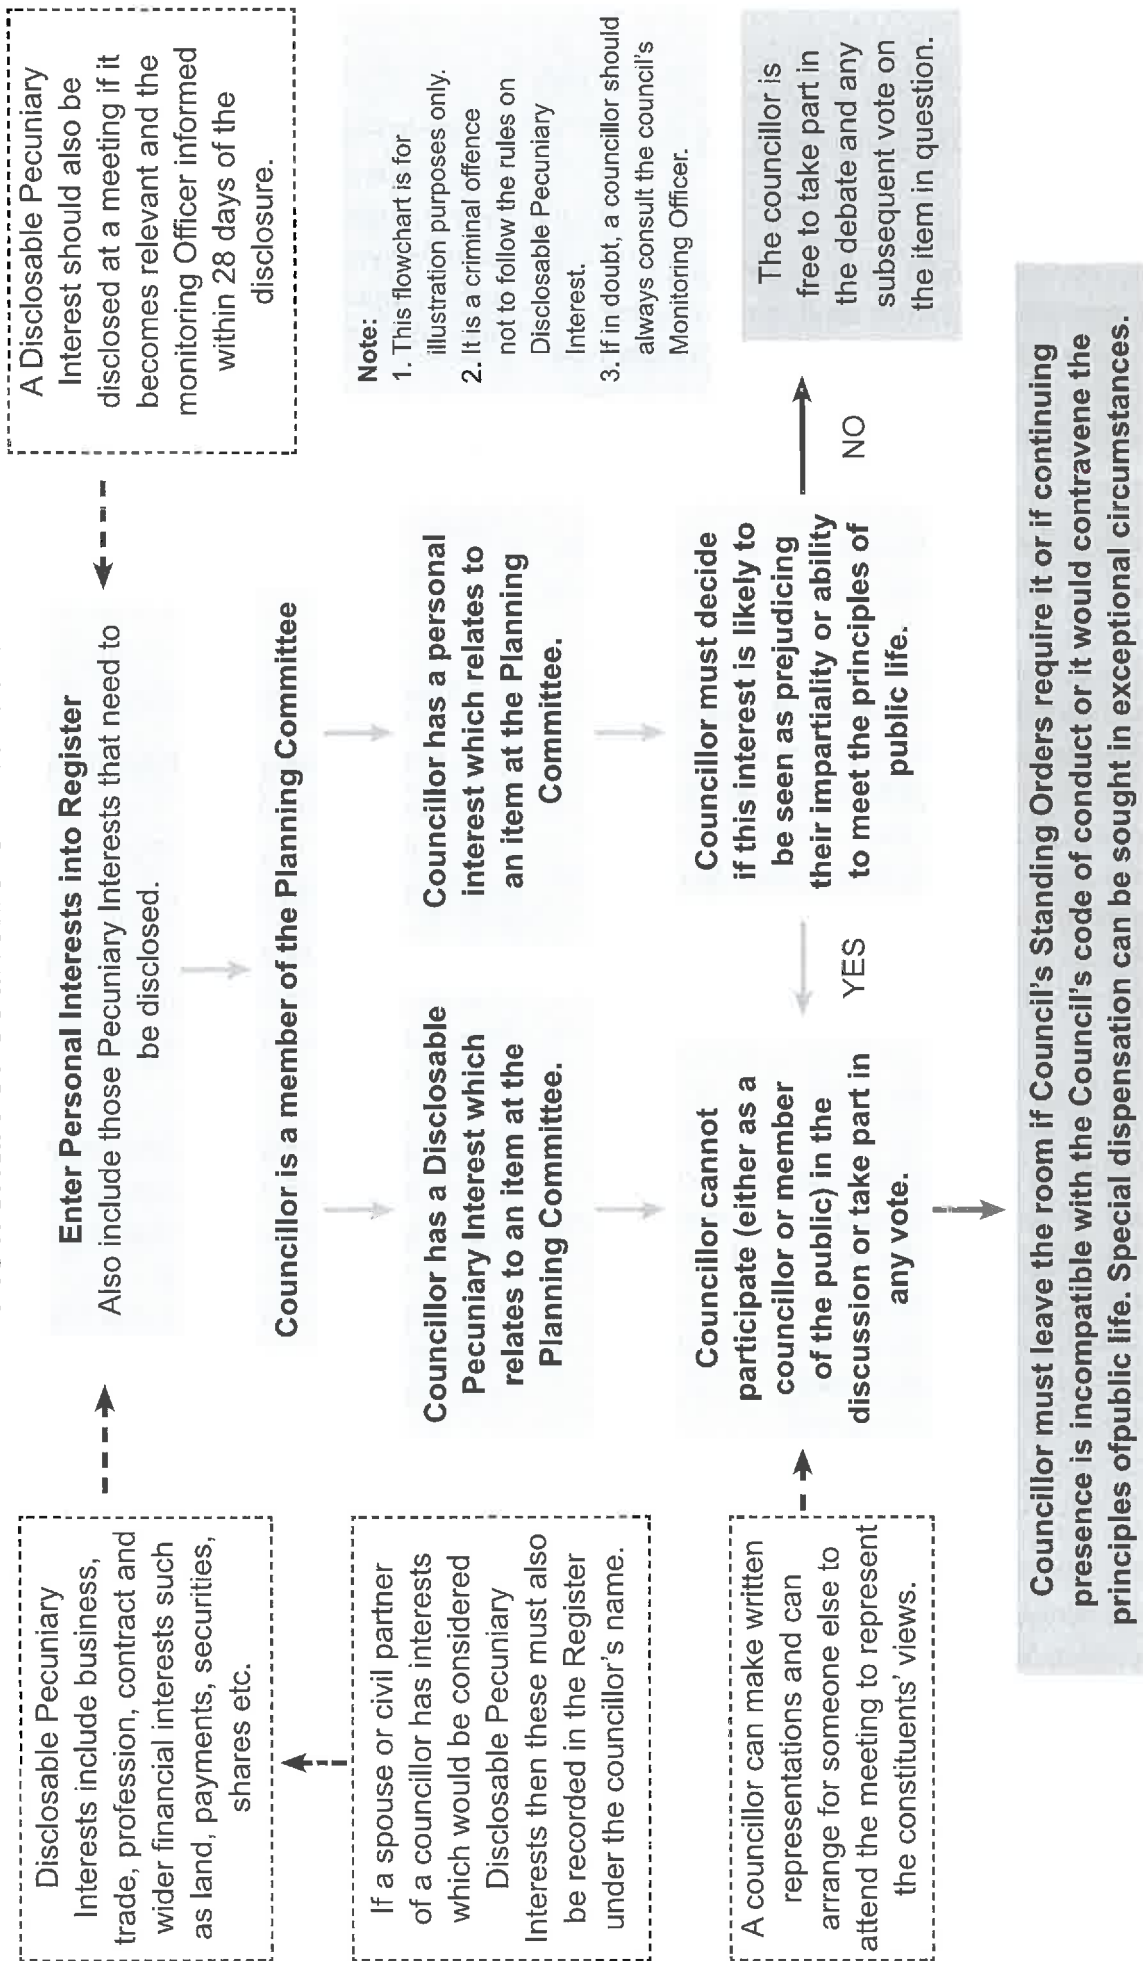 Disclosable Pecuniary
Interests include business,
trade, profession, contract and
wider financial interests such
as land, payments, securities,
shares etc.
Enter Personal Interests into Register
Also include those Pecuniary Interests that need to
be disclosed.
A Disclosable Pecuniary
Interest should also be
disclosed at a meeting if it
becomes relevant and the
monitoring Officer informed
within 28 days of the
disclosure.
Councillor is a member of the Planning Committee
If a spouse or civil partner
of a councillor has interests
which would be considered
Disclosable Pecuniary
Interests then these must also
be recorded in the Register
under the councillor's name.
Councillor has a Disclosable
Pecuniary Interest which
relates to an item at the
Planning Committee.
Councillor has a personal
interest which relates to
an item at the Planning
Committee.
Note:
1. This flowchart is for
illustration purposes only.
2. It is a criminal offence
not to follow the rules on
Disclosable Pecuniary
Interest.
3. If in doubt, a councillor should
always consult the council's
Monitoring Officer.
A councillor can make written
representations and can
arrange for someone else to
attend the meeting to represent
the constituents' views.
Councillor cannot
participate (either as a
councillor or member
of the public) in the
discussion or take part in
any vote.
YES
Councillor must decide
if this interest is likely to
be seen as prejudicing
their impartiality or ability
to meet the principles of
public life.
NO
The councillor is
free to take part in
the debate and any
subsequent vote on
the item in question.
Councillor must leave the room if Council's Standing Orders require it or if continuing
presence is incompatible with the Council's code of conduct or it would contravene the
principles ofpublic life. Special dispensation can be sought in exceptional circumstances.